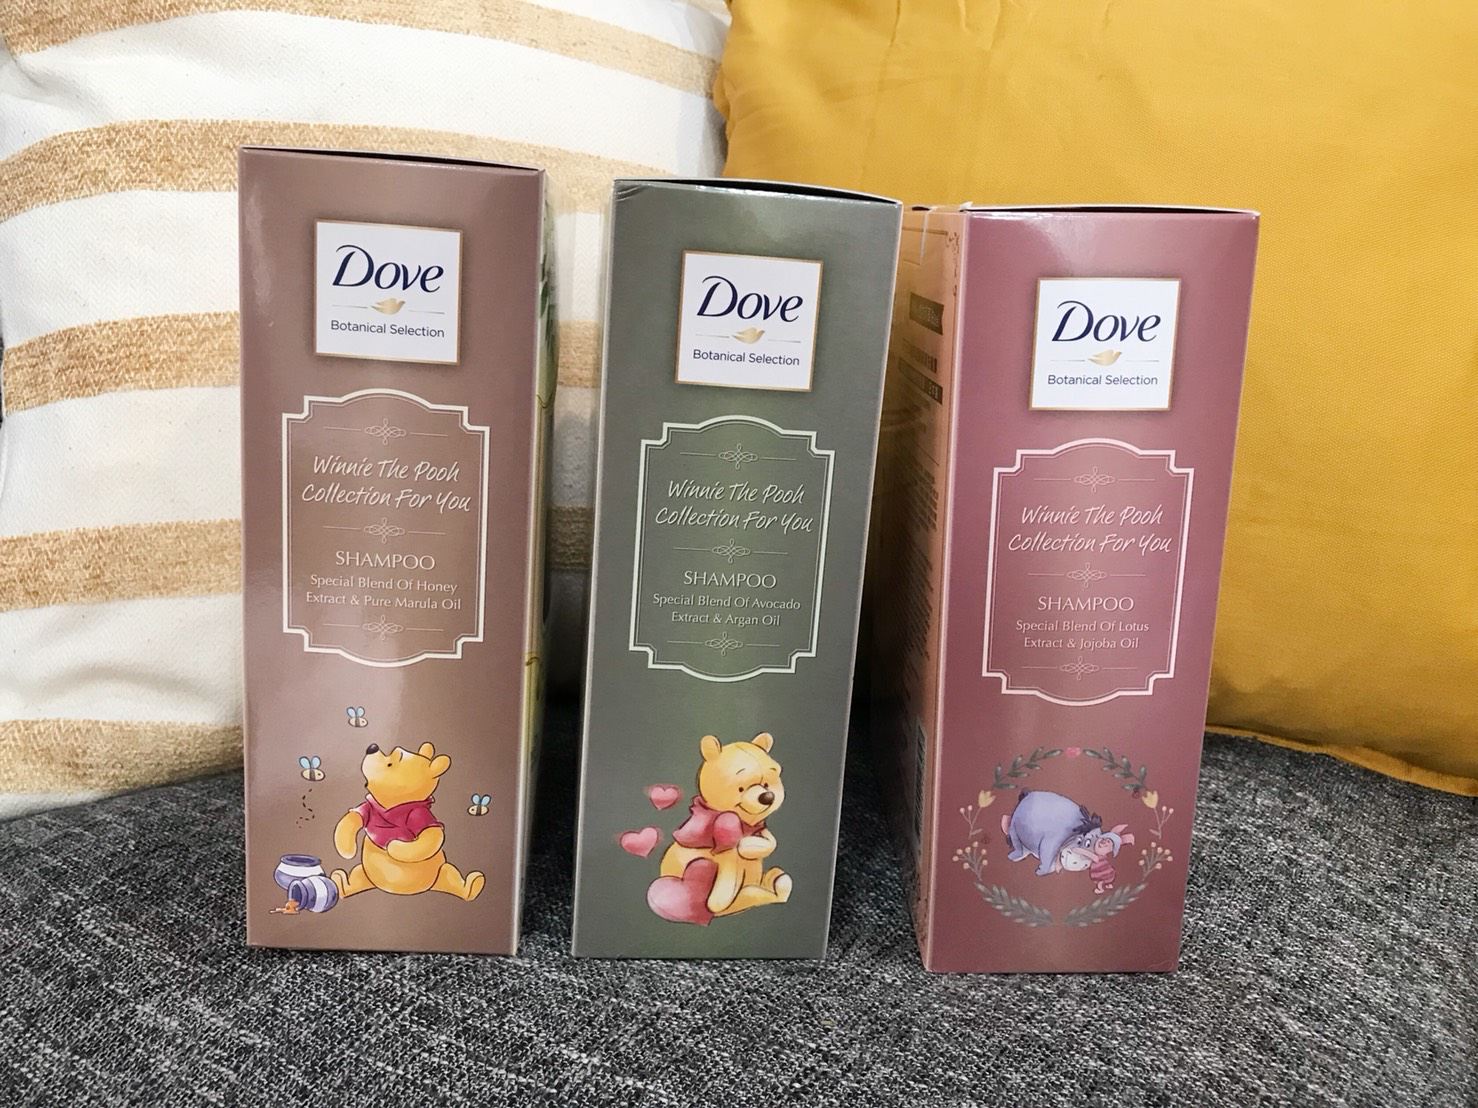 Dove
Botanical Selection
Winnie The Pooh
Collection For You
SHAMPOO
Special Blend Of Honey
Extract & Pure Marula Oil
Dove
Botanical Selection
Winnie The Pooh
Collection For You
SHAMPOO
Special Blend Of Avocado
Extract & Argan Oil
Dove
Botanical Selection
Winnie The Pooh
Collection For You
SHAMPOO
Special Blend Of Lotus
Extract & Jojoba Oil